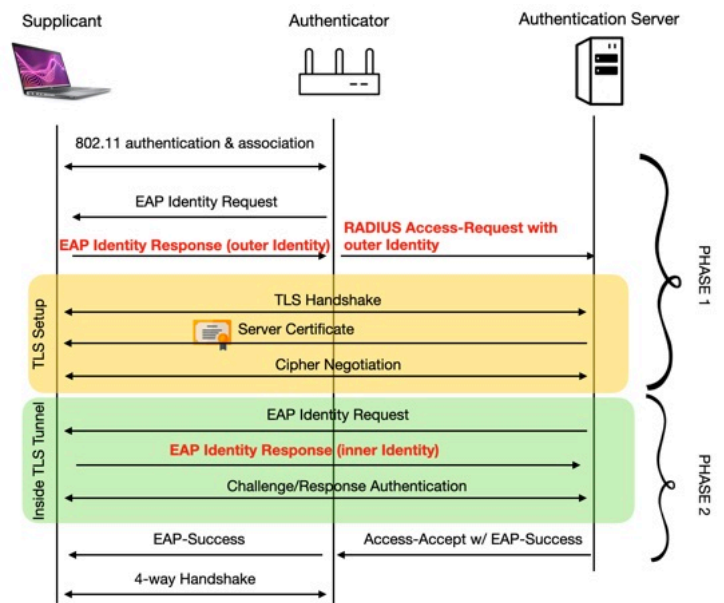 Supplicant
Authenticator
Authentication Server
802.11 authentication & association
EAP Identity Request
EAP Identity Response (outer Identity)
RADIUS Access-Request with
outer Identity
PHASE 1
TLS Setup
TLS Handshake
Server Certificate
Cipher Negotiation
Inside TLS Tunnel
EAP Identity Request
EAP Identity Response (inner Identity)
Challenge/Response Authentication
PHASE 2
EAP-Success
Access-Accept w/ EAP-Success
4-way Handshake